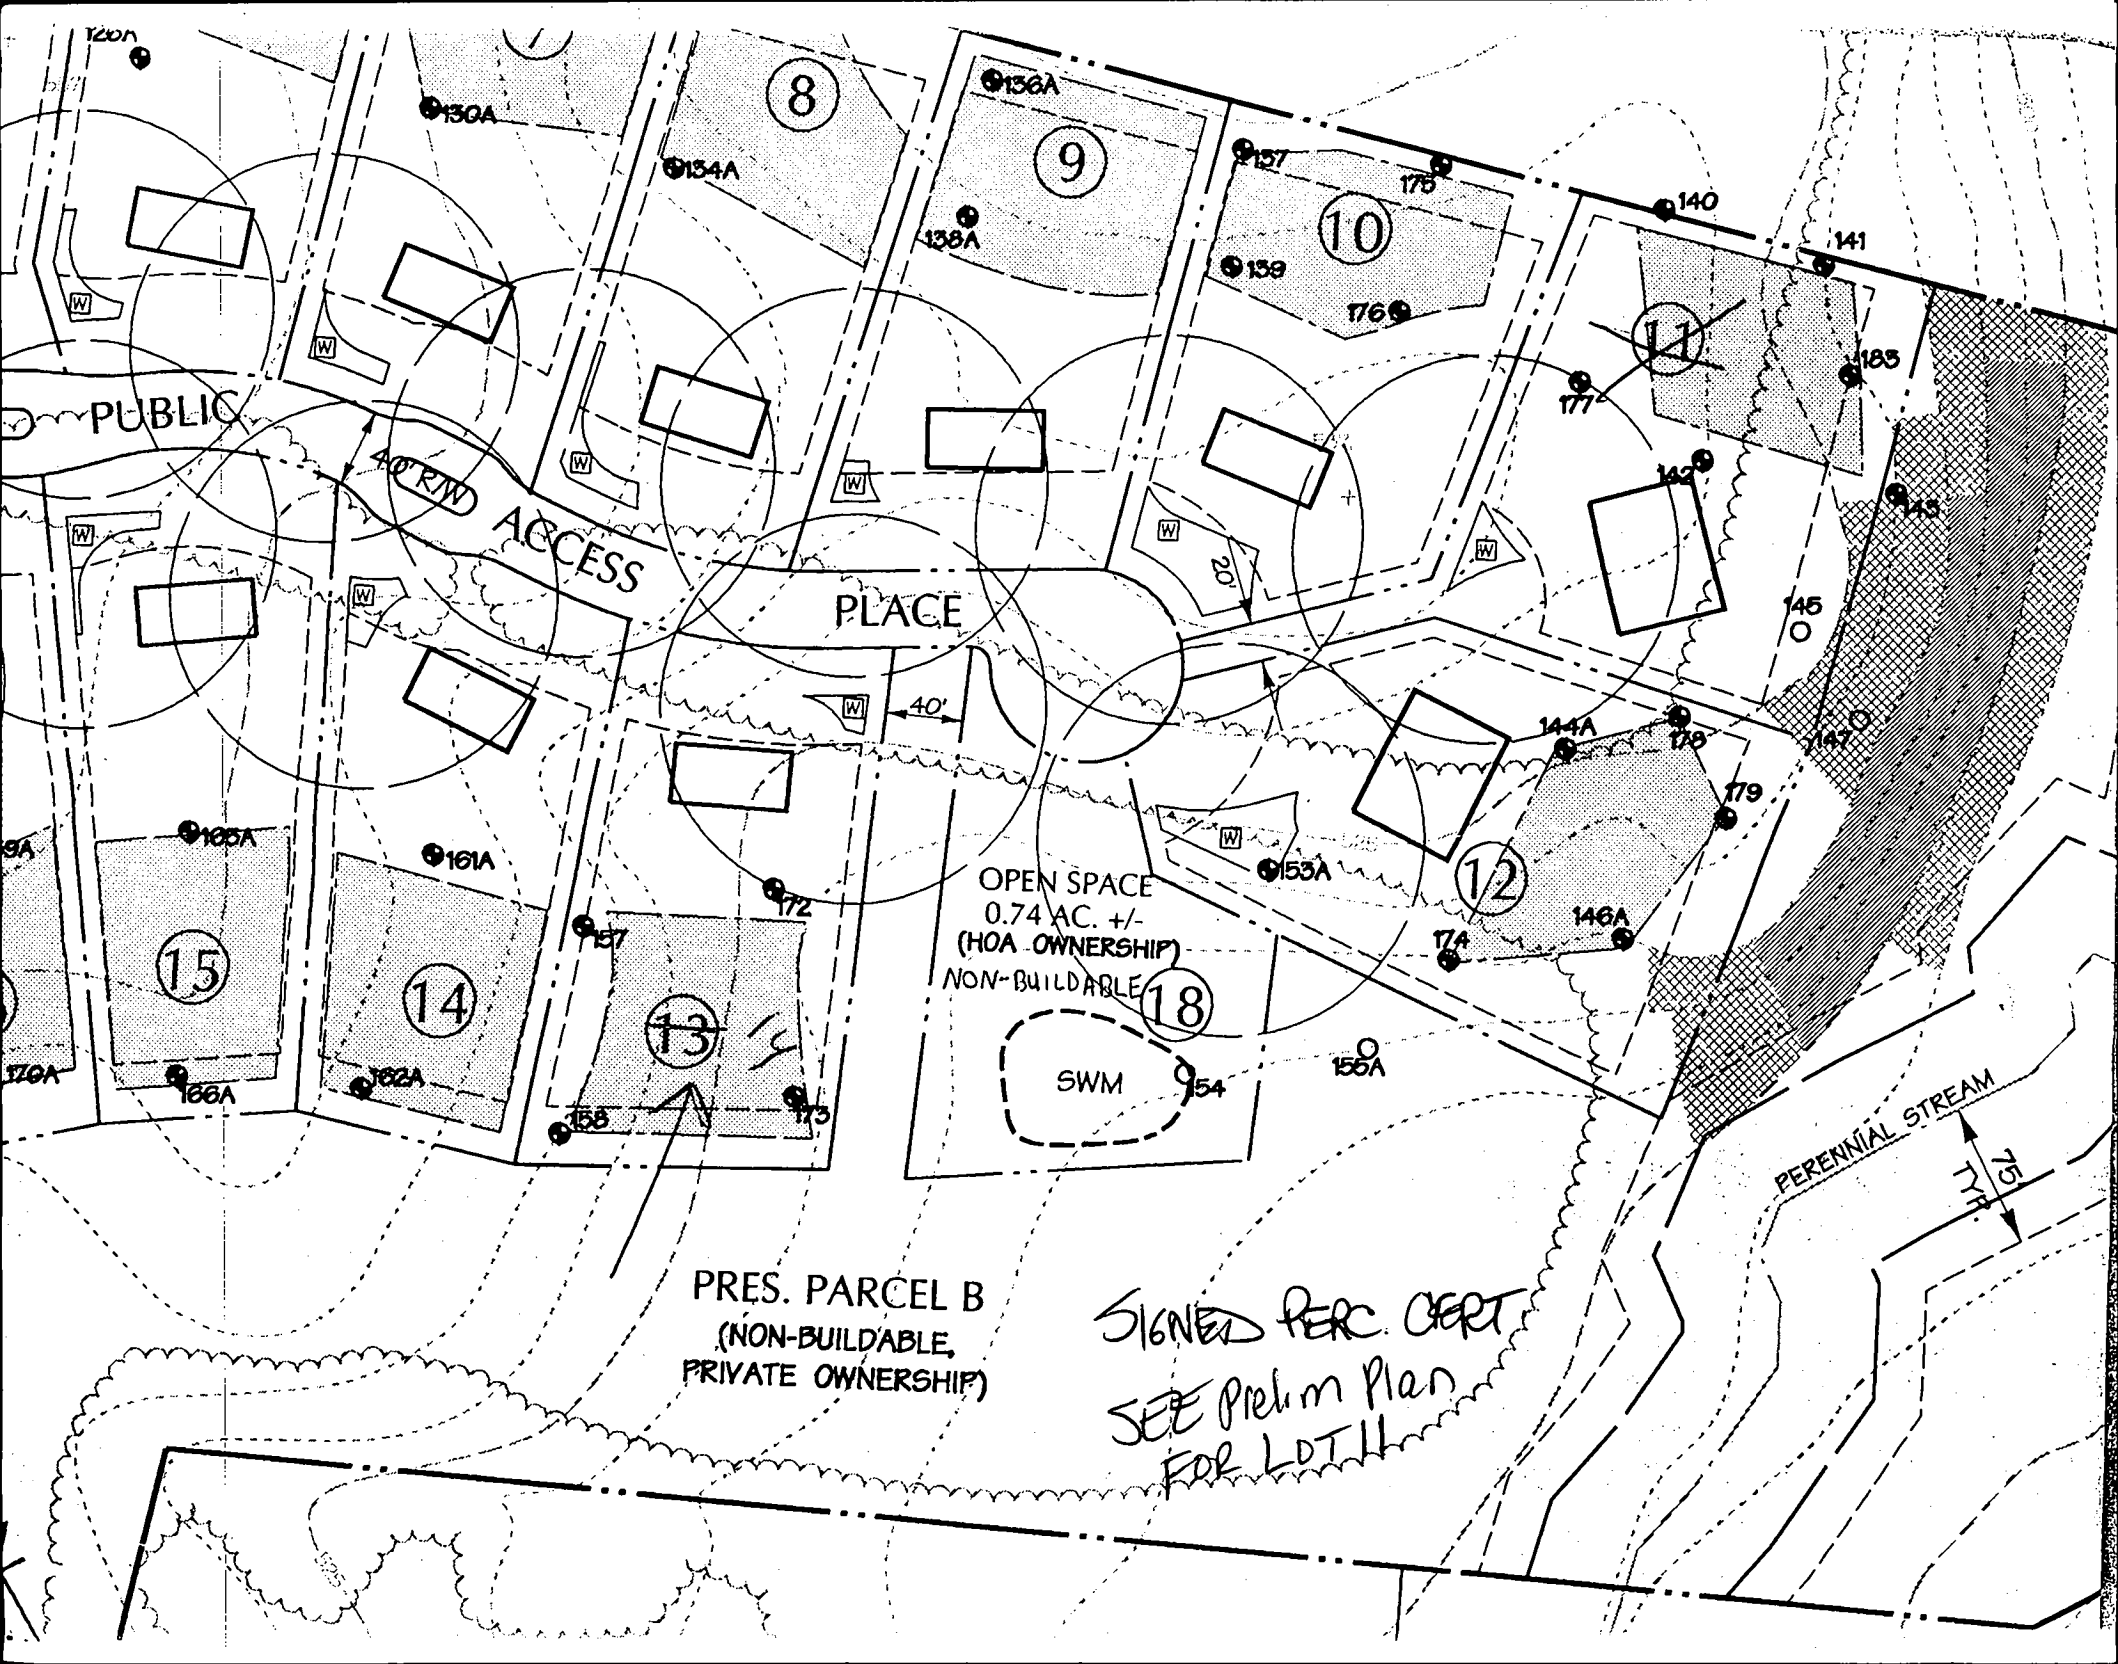 7
8
136A
130A
9
137
134A
175
140
10
138A
141
139
176
11
W
W
183
177
PUBLIC
40' R/W
142
W
W
143
ACCESS
W
W
W
20'
W
145
PLACE
W
40'
144A
178
147
179
W
165A
9A
161A
153A
OPEN SPACE
0.74 AC. +/-
(HOA OWNERSHIP)
NON-BUILDABLE
12
172
146A
157
174
15
14
13
18
155A
170A
162A
SWM
154
166A
173
158
PERENNIAL STREAM
75'
TYP.
PRES. PARCEL B
(NON-BUILDABLE,
PRIVATE OWNERSHIP)
SIGNED PERC. CERT
SEE Prelim Plan
FOR LOT 11